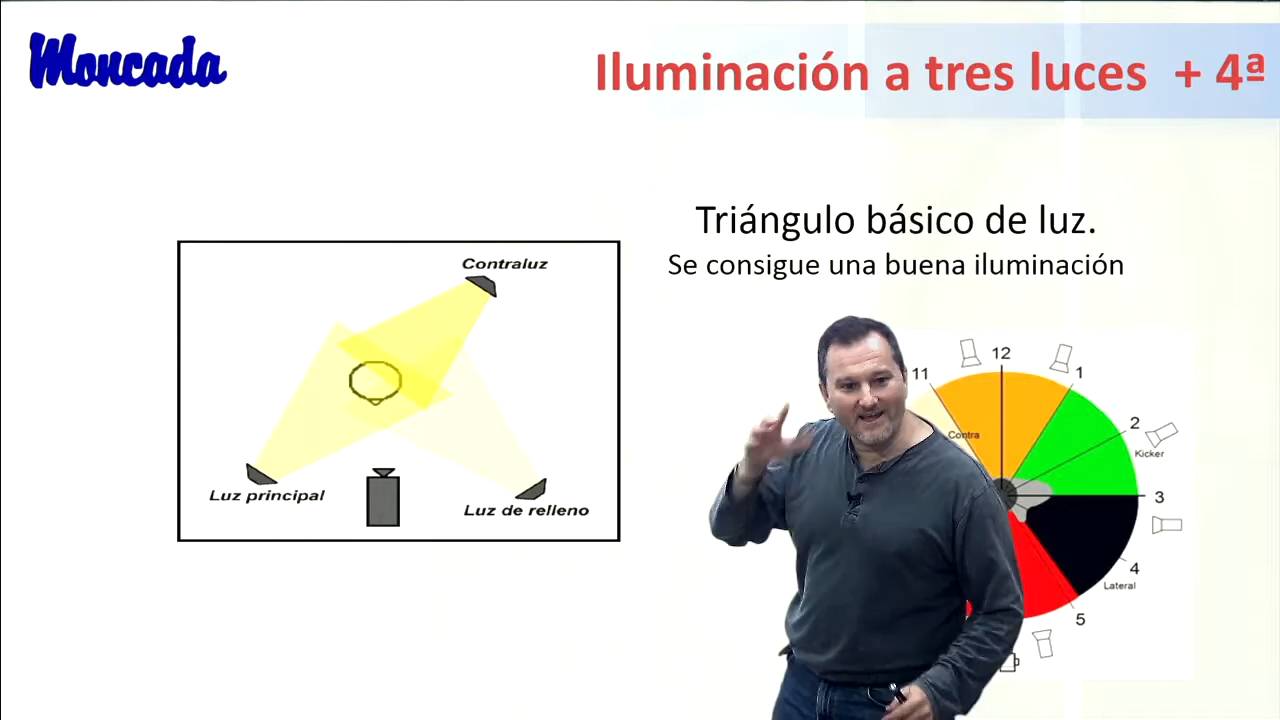 Moncada
Iluminación a tres luces + 4ª
Triángulo básico de luz.
Se consigue una buena iluminación
Contraluz
Luz principal
Luz de relleno
11
12
1
2
Contra
Kicker
3
4
Lateral
5